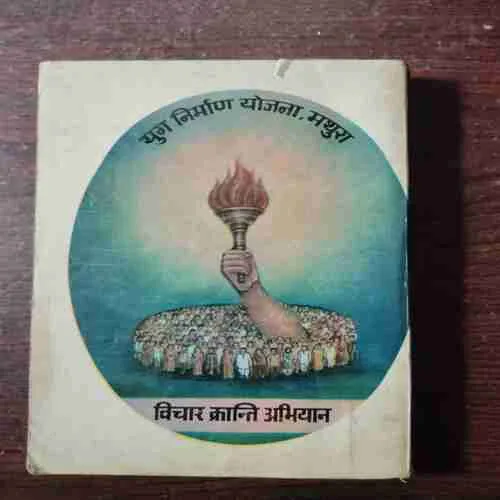 युग निर्माण योजना, मथुरा
विचार क्रान्ति अभियान